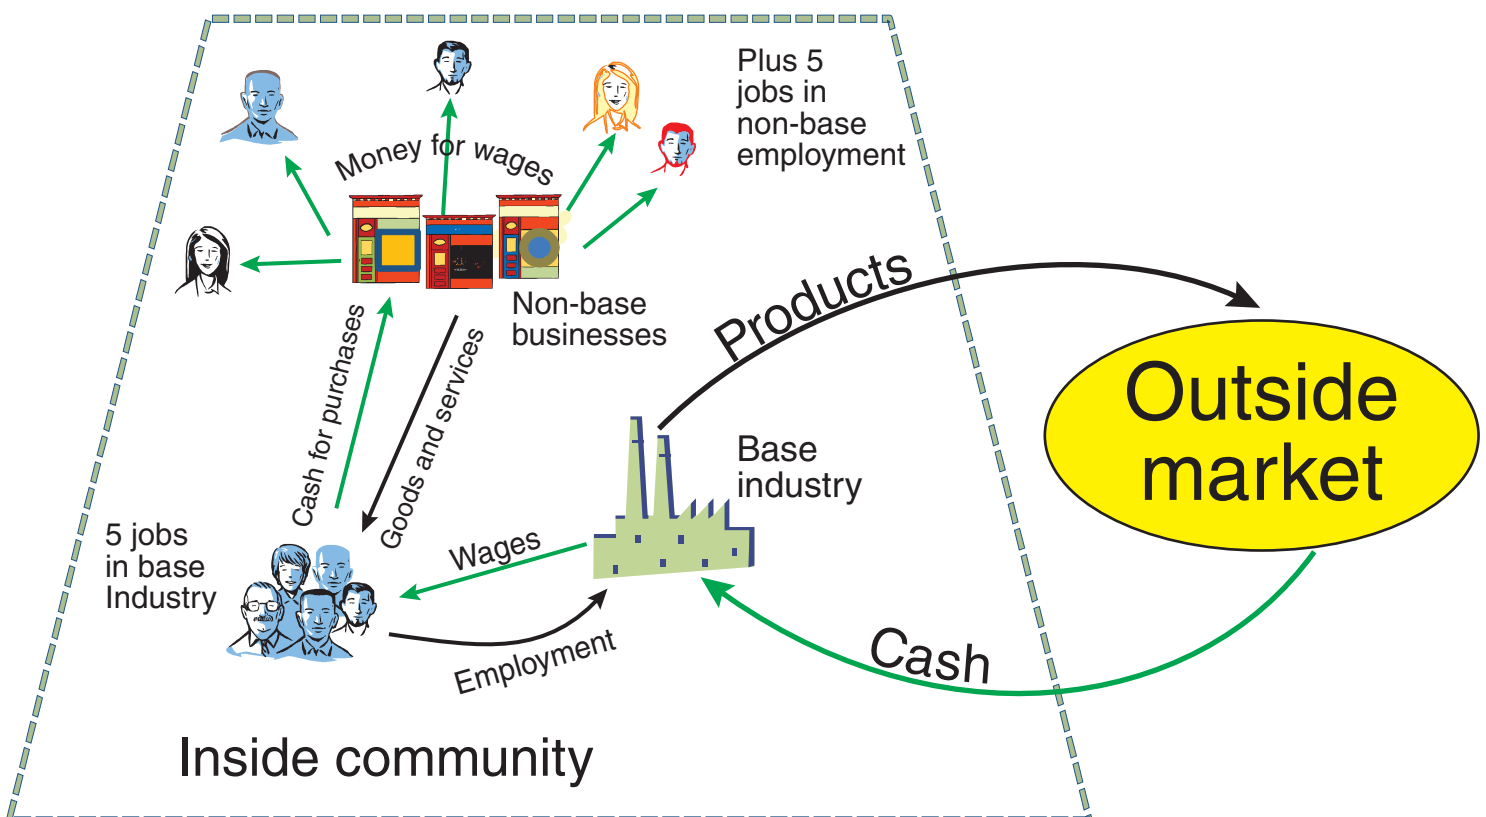 Plus 5
jobs in
non-base
employment
Money for wages
Non-base
businesses
Products
Outside
market
Cash for purchases
Goods and services
Base
industry
5 jobs
in base
Industry
Wages
Employment
Cash
Inside community